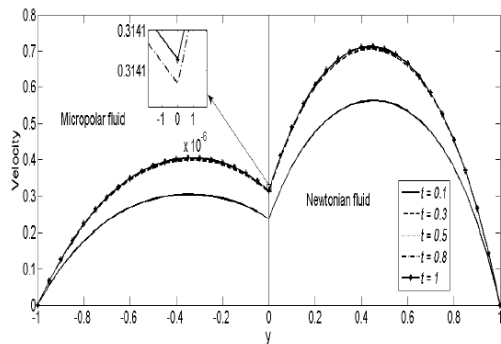 0.8
0.7
0.6
0.5
0.4
0.3
0.2
0.1
0
Velocity
0.3141
0.3141
-1 0 1
x 10^-6
Micropolar fluid
Newtonian fluid
t = 0.1
t = 0.3
t = 0.5
t = 0.8
t = 1
-1 -0.8 -0.6 -0.4 -0.2 0 0.2 0.4 0.6 0.8 1
y